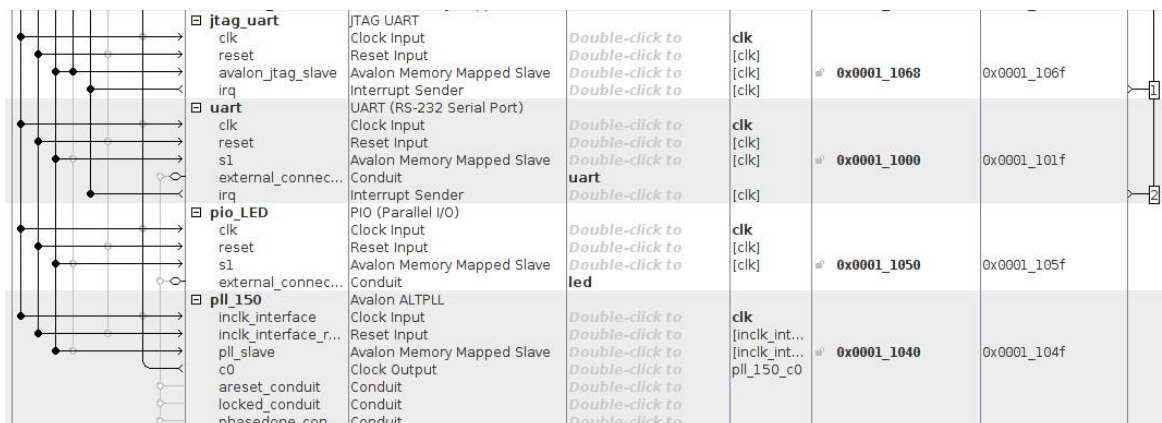 jtag_uart JTAG UART
clk Clock Input Double-click to clk
reset Reset Input Double-click to [clk]
avalon_jtag_slave Avalon Memory Mapped Slave Double-click to [clk] 0x0001_1068 0x0001_106f
irq Interrupt Sender Double-click to [clk] 1
uart UART (RS-232 Serial Port)
clk Clock Input Double-click to clk
reset Reset Input Double-click to [clk]
s1 Avalon Memory Mapped Slave Double-click to [clk] 0x0001_1000 0x0001_101f
external_connec... Conduit uart
irq Interrupt Sender Double-click to [clk] 2
pio_LED PIO (Parallel I/O)
clk Clock Input Double-click to clk
reset Reset Input Double-click to [clk]
s1 Avalon Memory Mapped Slave Double-click to [clk] 0x0001_1050 0x0001_105f
external_connec... Conduit led
pll_150 Avalon ALTPLL
inclk_interface Clock Input Double-click to clk
inclk_interface_r... Reset Input Double-click to [inclk_int...
pll_slave Avalon Memory Mapped Slave Double-click to [inclk_int... 0x0001_1040 0x0001_104f
c0 Clock Output Double-click to pll_150_c0
areset_conduit Conduit Double-click to
locked_conduit Conduit Double-click to
phasedone_con Conduit Double-click to